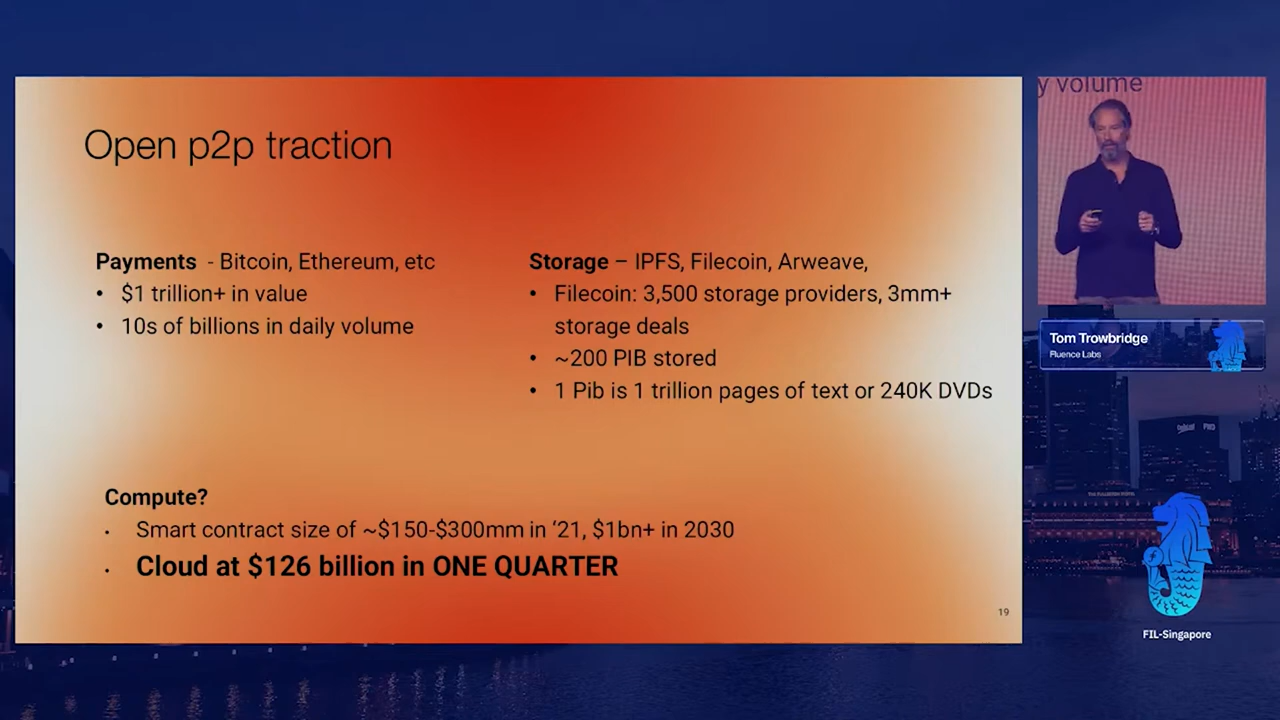 Open p2p traction
Payments - Bitcoin, Ethereum, etc
• $1 trillion+ in value
• 10s of billions in daily volume
Storage – IPFS, Filecoin, Arweave,
• Filecoin: 3,500 storage providers, 3mm+
storage deals
• ~200 PIB stored
• 1 Pib is 1 trillion pages of text or 240K DVDs
Compute?
• Smart contract size of ~$150-$300mm in ‘21, $1bn+ in 2030
• Cloud at $126 billion in ONE QUARTER
19
y volume
Tom Trowbridge
Fluence Labs
THE FULLERTON HOTEL
FIL-Singapore